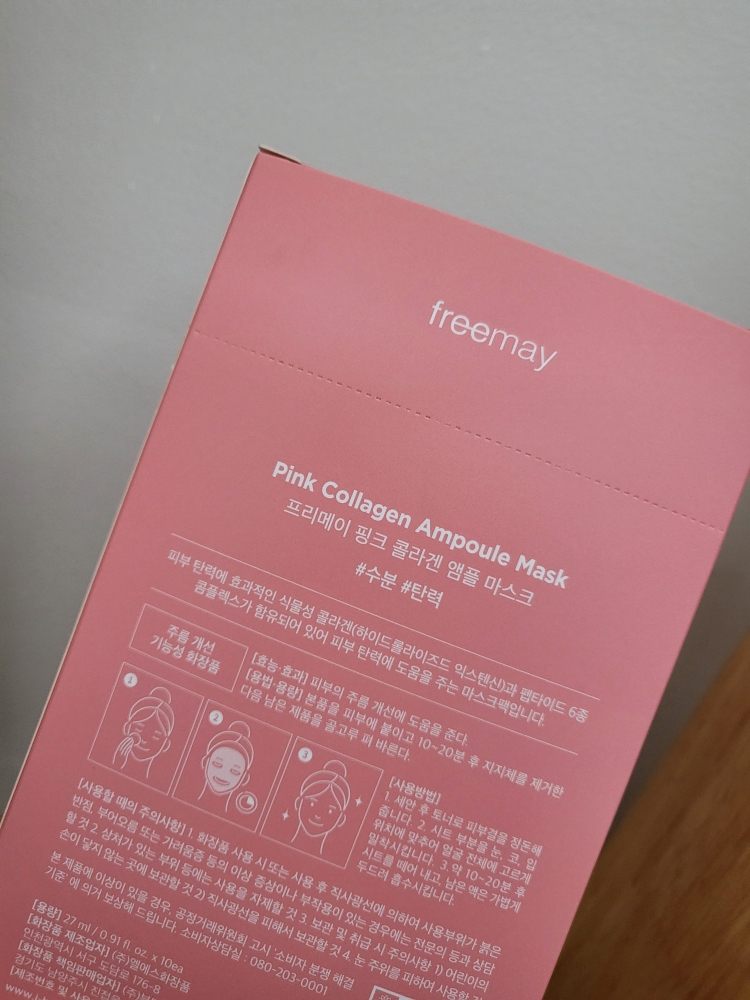 freemay
Pink Collagen Ampoule Mask
프리메이 핑크 콜라겐 앰플 마스크
#수분 #탄력
피부 탄력에 효과적인 식물성 콜라겐(하이드롤라이즈드 익스텐신)과 펩타이드 6종
콤플렉스가 함유되어 있어 피부 탄력에 도움을 주는 마스크팩입니다.
주름 개선
기능성 화장품
[효능·효과] 피부의 주름 개선에 도움을 준다.
[용법·용량] 본품을 피부에 붙이고 10~20분 후 지지체를 제거한
다음 남은 제품을 골고루 펴 바른다.
1
2
3
[사용방법]
1. 세안 후 토너로 피부결을 정돈해
줍니다. 2. 시트 부분을 눈, 코, 입
위치에 맞추어 얼굴 전체에 고르게
밀착시킵니다. 3. 약 10~20분 후
시트를 떼어 내고, 남은 액은 가볍게
두드려 흡수시킵니다.
[사용할 때의 주의사항] 1. 화장품 사용 시 또는 사용 후 직사광선에 의하여 사용부위가 붉은
반점, 부어오름 또는 가려움증 등의 이상 증상이나 부작용이 있는 경우에는 전문의 등과 상담
할 것 2. 상처가 있는 부위 등에는 사용을 자제할 것 3. 보관 및 취급 시 주의사항 1) 어린이의
손이 닿지 않는 곳에 보관할 것 2) 직사광선을 피해서 보관할 것 4. 눈 주위를 피하여 사용할 것
본 제품에 이상이 있을 경우, 공정거래위원회 고시 '소비자 분쟁 해결
기준'에 의거 보상해 드립니다. 소비자상담실 : 080-203-0001
[용량] 27 ml / 0.91 fl. oz. x 10ea
[화장품 제조업자] (주)엘에스화장품
인천광역시 서구 도담로 176-8
[화장품 책임판매업자] (주)
경기도 남양주시 진접읍
[제조번호 및 사용